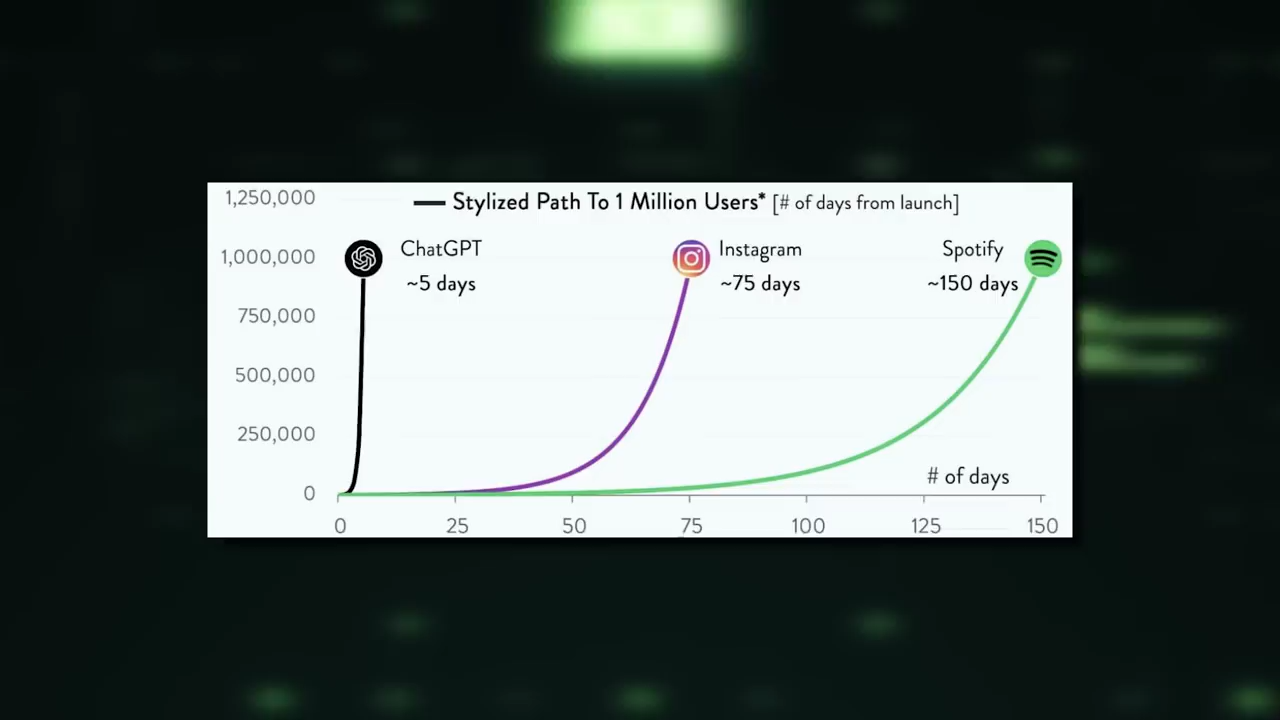 1,250,000
Stylized Path To 1 Million Users* [# of days from launch]
1,000,000
ChatGPT
~5 days
Instagram
~75 days
Spotify
~150 days
750,000
500,000
250,000
# of days
0
0 25 50 75 100 125 150